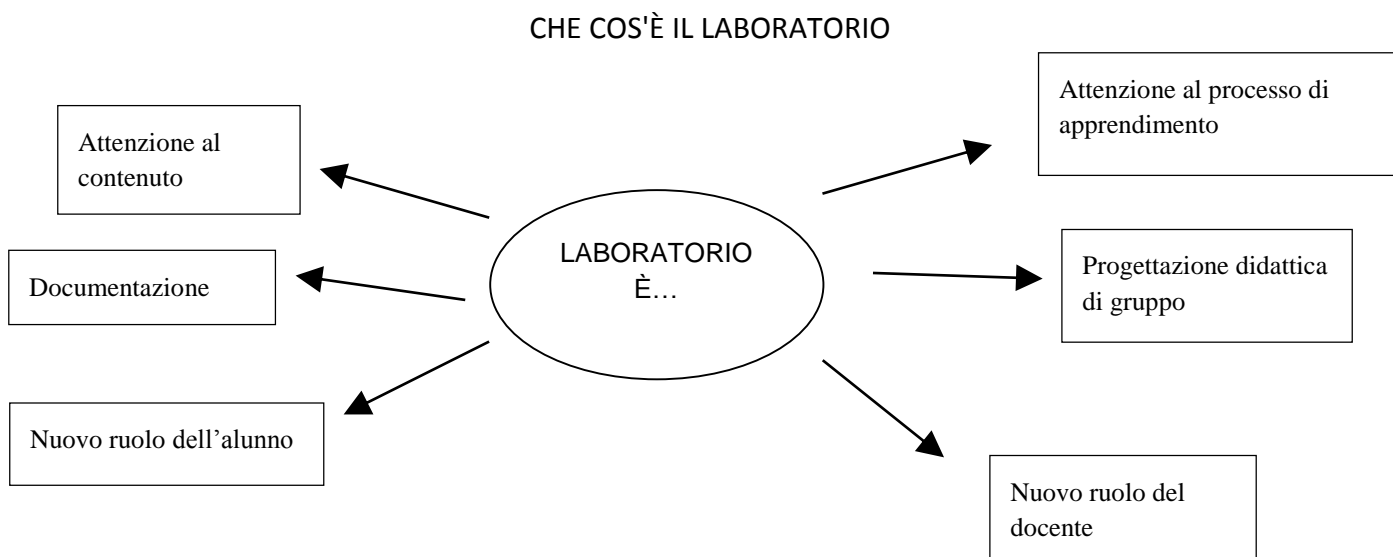 CHE COS'È IL LABORATORIO
Attenzione al
contenuto
Documentazione
Nuovo ruolo dell’alunno
LABORATORIO
È…
Attenzione al processo di
apprendimento
Progettazione didattica
di gruppo
Nuovo ruolo del
docente